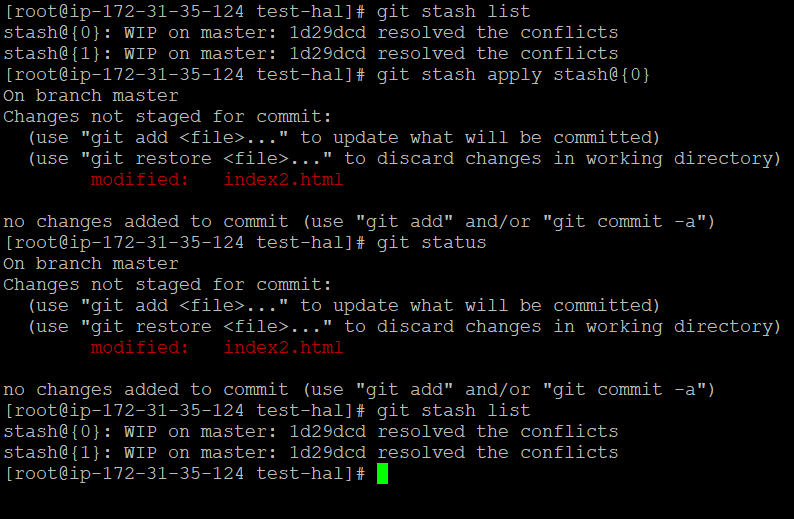 [root@ip-172-31-35-124 test-hal]# git stash list
stash@{0}: WIP on master: 1d29dcd resolved the conflicts
stash@{1}: WIP on master: 1d29dcd resolved the conflicts
[root@ip-172-31-35-124 test-hal]# git stash apply stash@{0}
On branch master
Changes not staged for commit:
  (use "git add <file>..." to update what will be committed)
  (use "git restore <file>..." to discard changes in working directory)
        modified:   index2.html

no changes added to commit (use "git add" and/or "git commit -a")
[root@ip-172-31-35-124 test-hal]# git status
On branch master
Changes not staged for commit:
  (use "git add <file>..." to update what will be committed)
  (use "git restore <file>..." to discard changes in working directory)
        modified:   index2.html

no changes added to commit (use "git add" and/or "git commit -a")
[root@ip-172-31-35-124 test-hal]# git stash list
stash@{0}: WIP on master: 1d29dcd resolved the conflicts
stash@{1}: WIP on master: 1d29dcd resolved the conflicts
[root@ip-172-31-35-124 test-hal]#